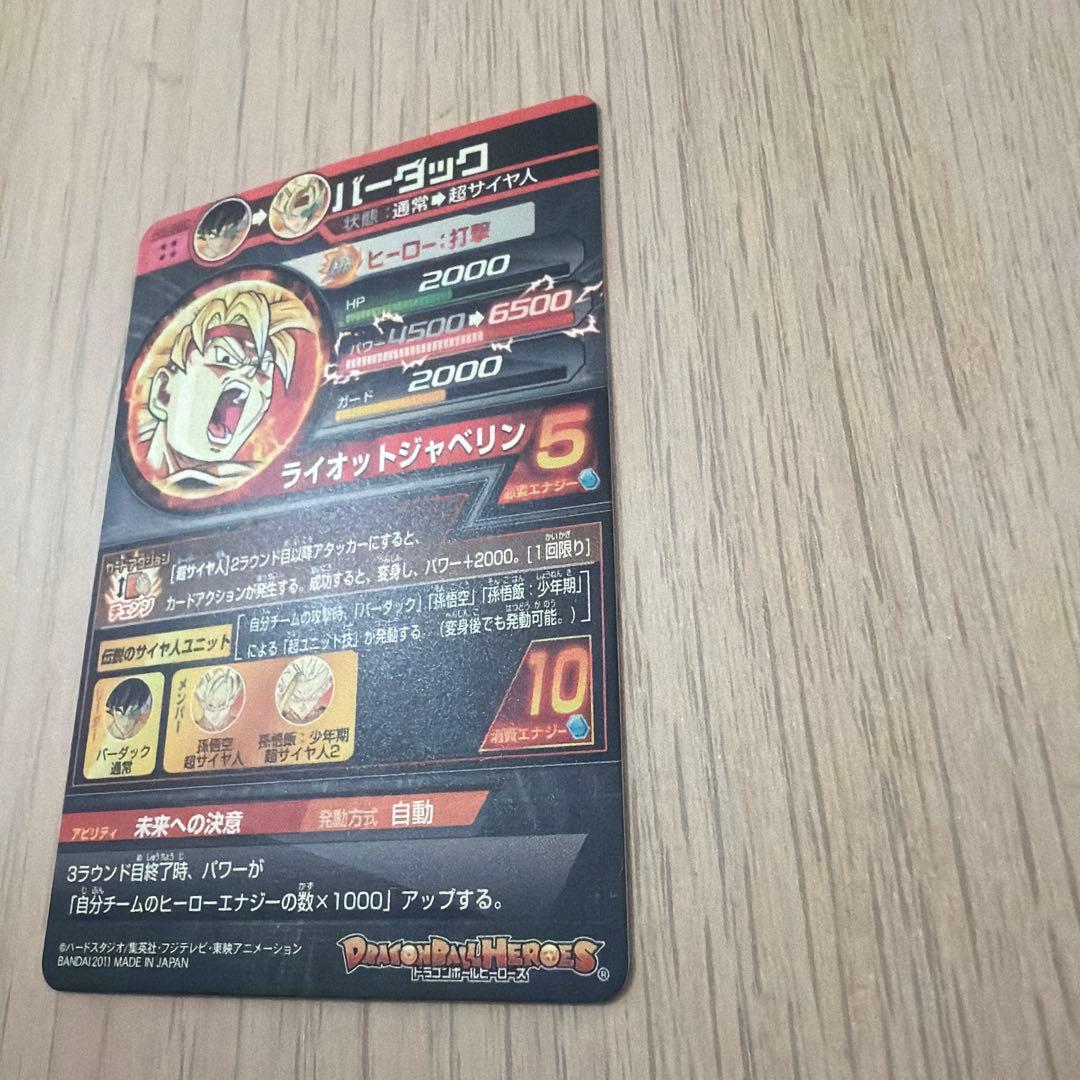 バーダック
状態：通常➡超サイヤ人
ヒーロー：打撃
HP 2000
パワー 4500➡6500
ガード 2000
ライオットジャベリン 5
必要エナジー
カードアクション
チェンジ
[超サイヤ人]2ラウンド目以降アタッカーにすると、
カードアクションが発生する。成功すると、変身し、パワー+2000。[1回限り]
伝説のサイヤ人ユニット
自分チームの攻撃時、「バーダック」「孫悟空」「孫悟飯：少年期」
による「超ユニット技」が発動する （変身後でも発動可能。）
バーダック
通常
メンバー
孫悟空
超サイヤ人
孫悟飯：少年期
超サイヤ人2
10
消費エナジー
アビリティ 未来への決意 発動方式 自動
3ラウンド目終了時、パワーが
「自分チームのヒーローエナジーの数×1000」アップする。
©バードスタジオ/集英社・フジテレビ・東映アニメーション
BANDAI 2011 MADE IN JAPAN
DRAGONBALL HEROES
ドラゴンボールヒーローズ
®